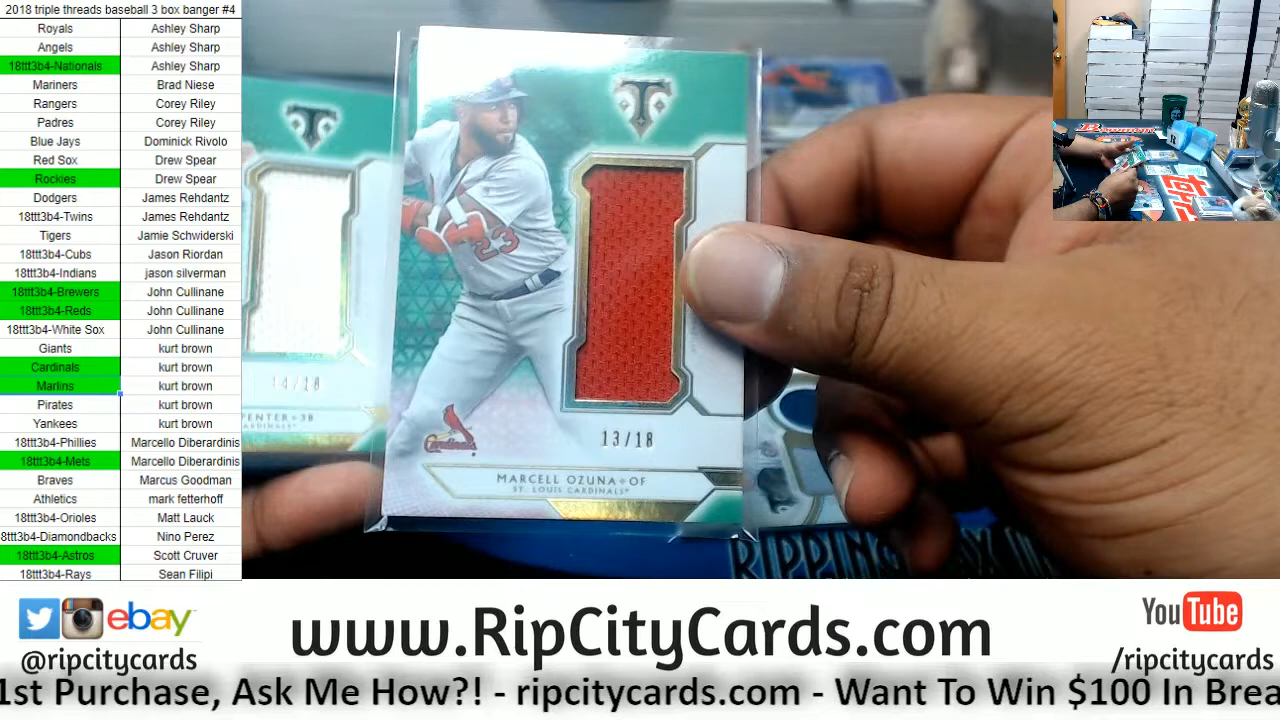 2018 triple threads baseball 3 box banger #4
Royals Ashley Sharp
Angels Ashley Sharp
18ttt3b4-Nationals Ashley Sharp
Mariners Brad Niese
Rangers Corey Riley
Padres Corey Riley
Blue Jays Dominick Rivolo
Red Sox Drew Spear
Rockies Drew Spear
Dodgers James Rehdantz
18ttt3b4-Twins James Rehdantz
Tigers Jamie Schwiderski
18ttt3b4-Cubs Jason Riordan
18ttt3b4-Indians jason silverman
18ttt3b4-Brewers John Cullinane
18ttt3b4-Reds John Cullinane
18ttt3b4-White Sox John Cullinane
Giants kurt brown
Cardinals kurt brown
Marlins kurt brown
Pirates kurt brown
Yankees kurt brown
18ttt3b4-Phillies Marcello Diberardinis
18ttt3b4-Mets Marcello Diberardinis
Braves Marcus Goodman
Athletics mark fetterhoff
18ttt3b4-Orioles Matt Lauck
8ttt3b4-Diamondbacks Nino Perez
18ttt3b4-Astros Scott Cruver
18ttt3b4-Rays Sean Filipi
T
14/18
PENTER • 3B
CARDINALS
T
23
Cardinals
13/18
MARCELL OZUNA • OF
ST. LOUIS CARDINALS®
Bowman
RIPPING
ebay
@ripcitycards
www.RipCityCards.com
YouTube
/ripcitycards
1st Purchase, Ask Me How?! - ripcitycards.com - Want To Win $100 In Brea